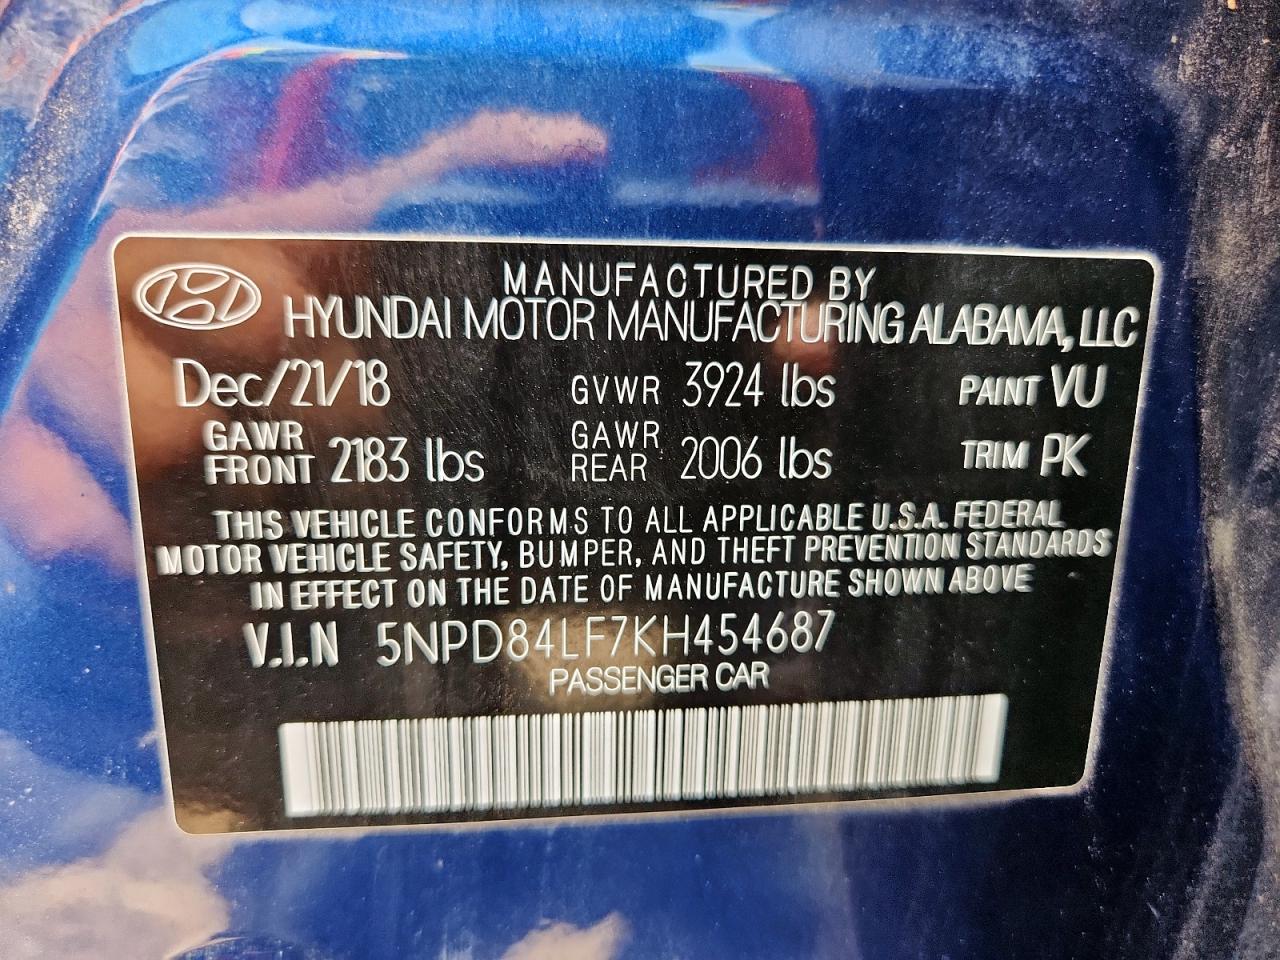 MANUFACTURED BY
HYUNDAI MOTOR MANUFACTURING ALABAMA, LLC
Dec/21/18 GVWR 3924 lbs PAINT VU
GAWR FRONT 2183 lbs GAWR REAR 2006 lbs TRIM PK
THIS VEHICLE CONFORMS TO ALL APPLICABLE U.S.A. FEDERAL
MOTOR VEHICLE SAFETY, BUMPER, AND THEFT PREVENTION STANDARDS
IN EFFECT ON THE DATE OF MANUFACTURE SHOWN ABOVE
V.I.N 5NPD84LF7KH454687
PASSENGER CAR